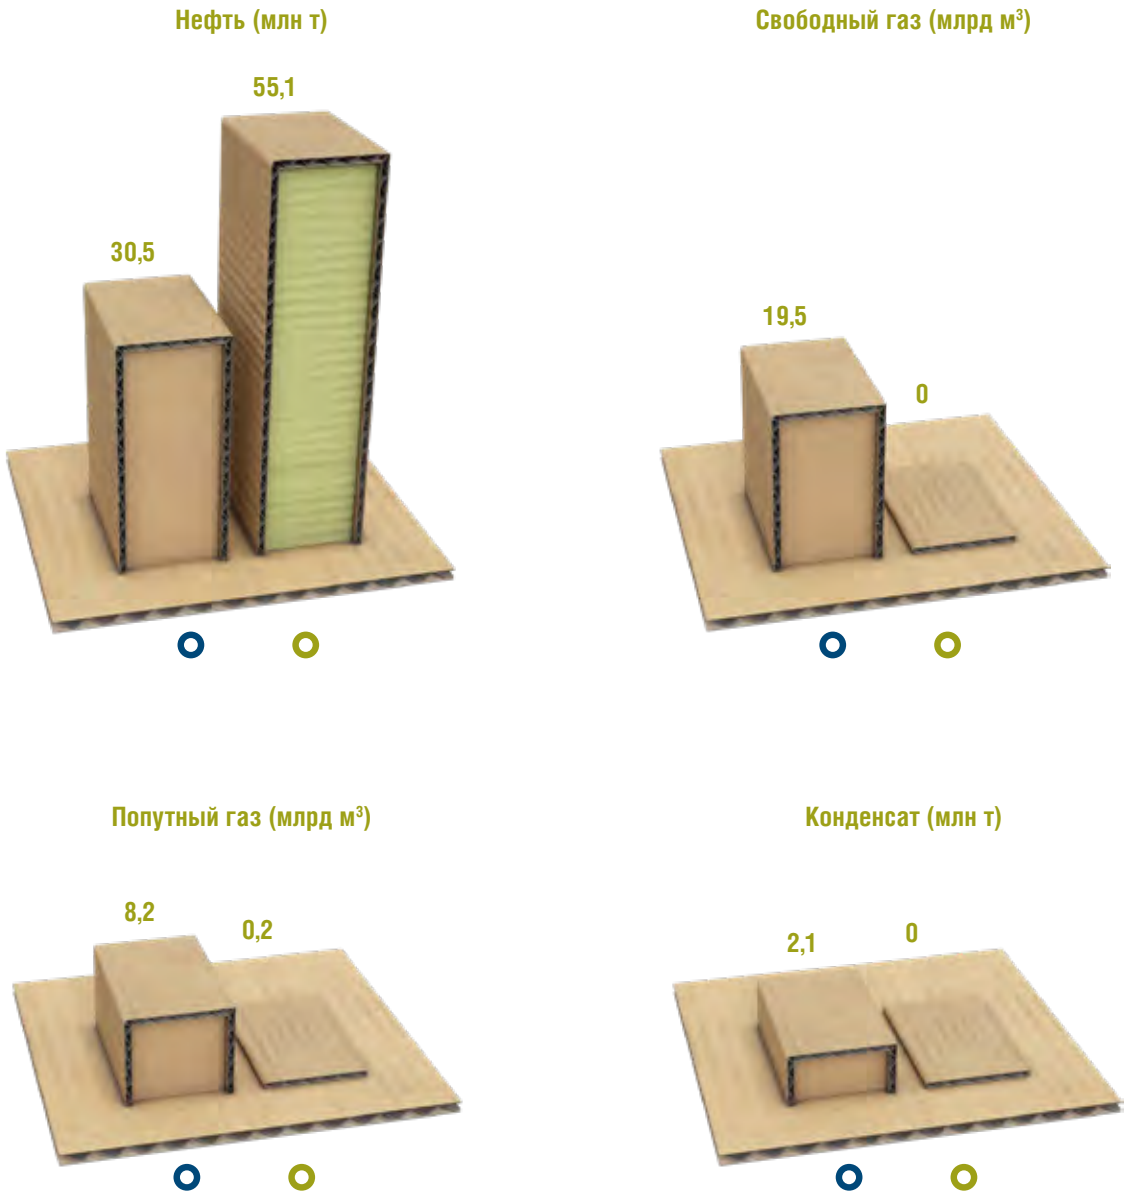 Нефть (млн т)
55,1
30,5
Свободный газ (млрд м³)
19,5
0
Попутный газ (млрд м³)
8,2
0,2
Конденсат (млн т)
2,1
0